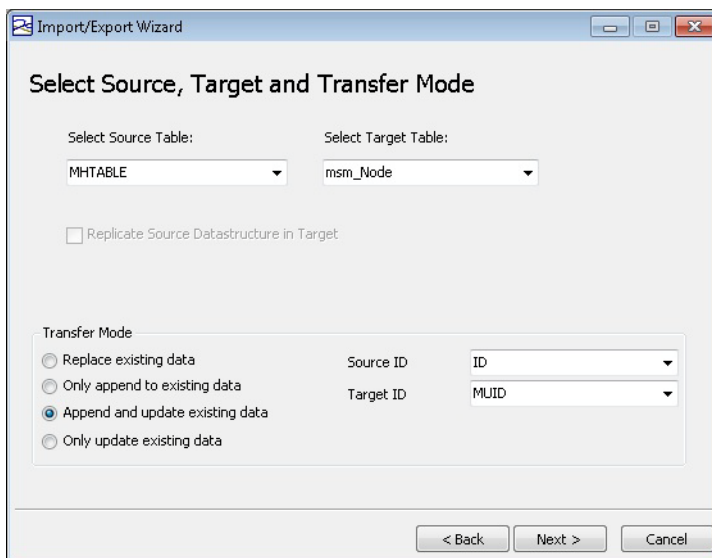 Import/Export Wizard
Select Source, Target and Transfer Mode
Select Source Table: Select Target Table:
MHTABLE msm_Node
Replicate Source Datastructure in Target
Transfer Mode
Replace existing data Source ID ID
Only append to existing data
Target ID MUID
Append and update existing data
Only update existing data
< Back Next > Cancel